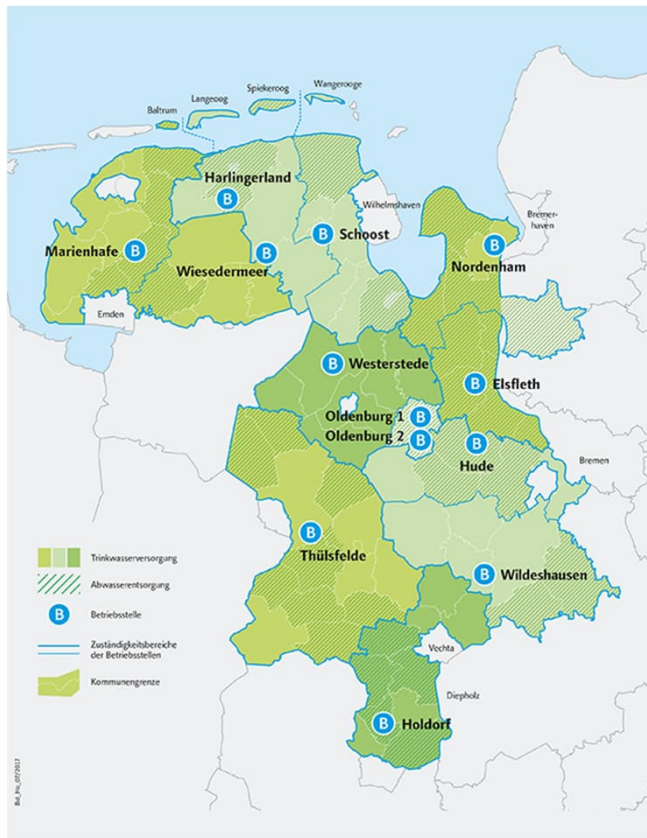 Wangerooge
Spiekeroog
Langeoog
Baltrum
Harlingerland
Wilhelmshaven
Bremer-
haven
Schoost
Marienhafe
Wiesedermeer
Nordenham
Emden
Westerstede
Elsfleth
Oldenburg 1
Oldenburg 2
Hude
Bremen
Thülsfelde
Wildeshausen
Vechta
Diepholz
Holdorf
Trinkwasserversorgung
Abwasserentsorgung
B Betriebsstelle
Zuständigkeitsbereiche
der Betriebsstellen
Kommunengrenze
B
B
B
B
B
B
B
B
B
B
B
B
B